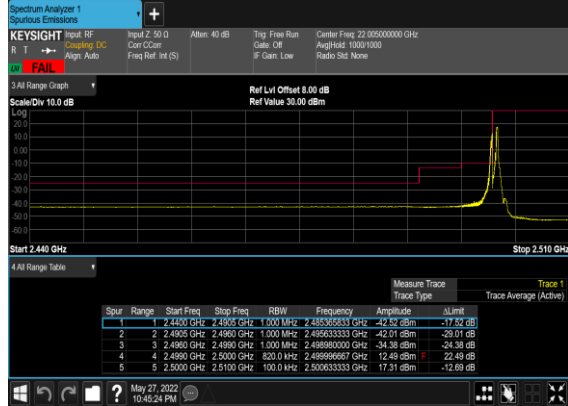 Spectrum Analyzer 1
Spurious Emissions
KEYSIGHT Input: RF Input Z: 50 Ω Atten: 40 dB Trig: Free Run Center Freq: 22.005000000 GHz
R T Coupling: DC Corr CCorr Gate: Off Avg|Hold: 1000/1000
Align: Auto Freq Ref: Int (S) IF Gain: Low Radio Std: None
FAIL
3 All Range Graph
Ref Lvl Offset 8.00 dB
Scale/Div 10.0 dB Ref Value 30.00 dBm
Log
20.0
10.0
0.00
-10.0
-20.0
-30.0
-40.0
-50.0
-60.0
Start 2.440 GHz Stop 2.510 GHz
4 All Range Table
Measure Trace Trace 1
Trace Type Trace Average (Active)
Spur Range Start Freq Stop Freq RBW Frequency Amplitude ΔLimit
1 1 2.4400 GHz 2.4905 GHz 1.000 MHz 2.485365833 GHz -42.52 dBm -17.52 dB
2 2 2.4905 GHz 2.4960 GHz 1.000 MHz 2.495633333 GHz -42.01 dBm -29.01 dB
3 3 2.4960 GHz 2.4990 GHz 1.000 MHz 2.498980000 GHz -34.38 dBm -24.38 dB
4 4 2.4990 GHz 2.5000 GHz 820.0 kHz 2.499996667 GHz 12.49 dBm F 22.49 dB
5 5 2.5000 GHz 2.5100 GHz 100.0 kHz 2.500633333 GHz 17.31 dBm -12.69 dB
May 27, 2022
10:45:24 PM